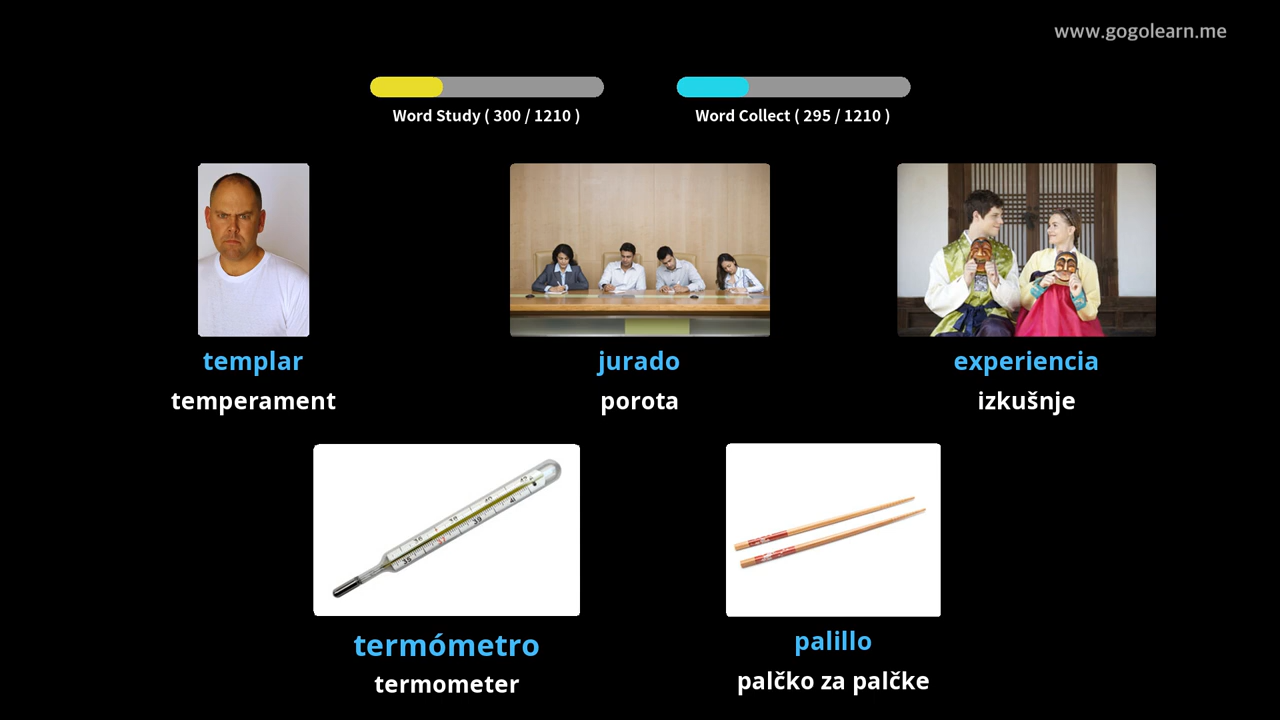 www.gogolearn.me
Word Study ( 300 / 1210 )
Word Collect ( 295 / 1210 )
templar
temperament
jurado
porota
experiencia
izkušnje
termómetro
termometer
palillo
palčko za palčke